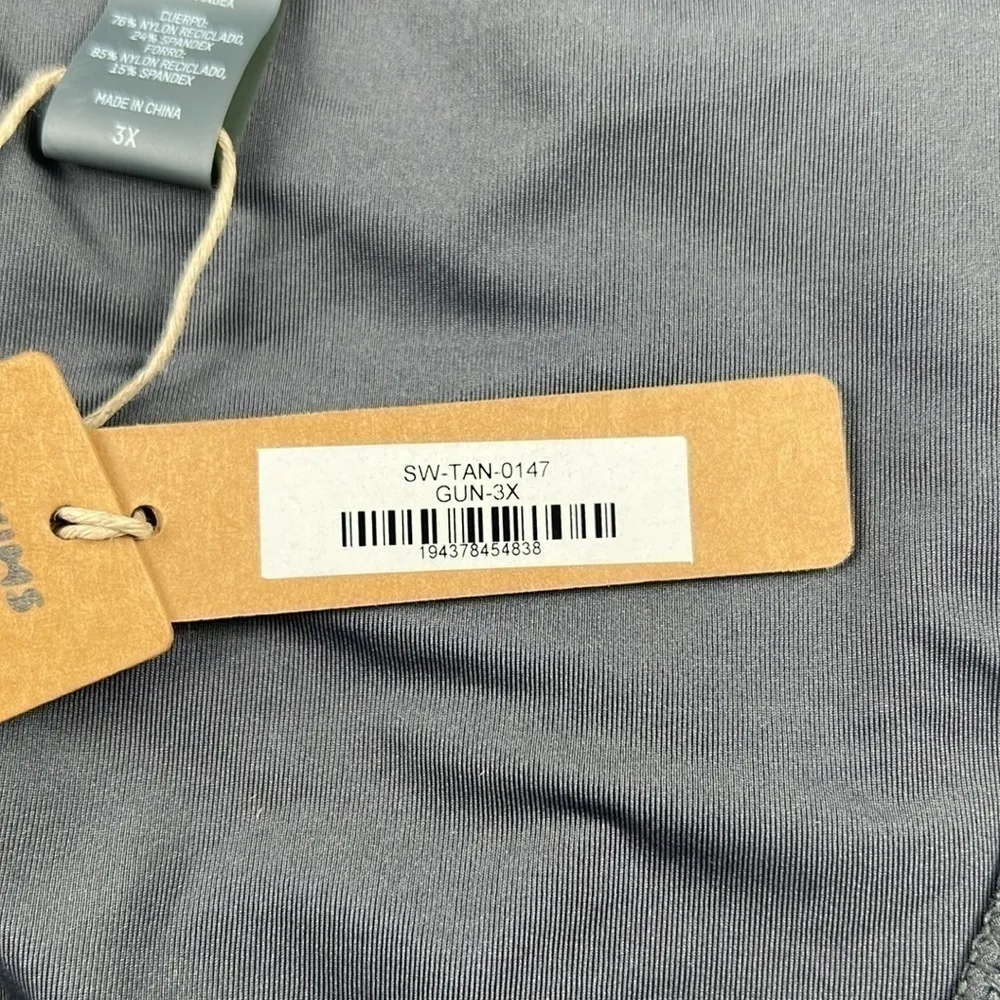 CUERPO:
76% NYLON RECICLADO,
24% SPANDEX
FORRO:
85% NYLON RECICLADO,
15% SPANDEX
MADE IN CHINA
3X
SW-TAN-0147
GUN-3X
194378454838